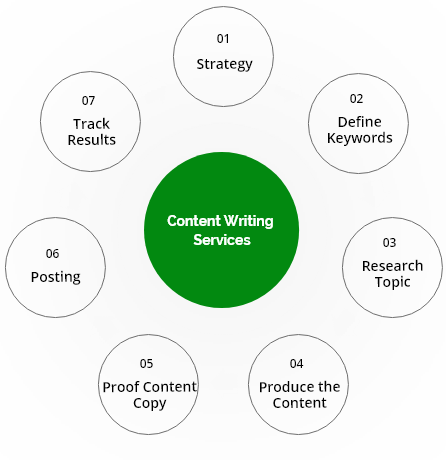 01
Strategy
02
Define
Keywords
03
Research
Topic
04
Produce the
Content
05
Proof Content
Copy
06
Posting
07
Track
Results
Content Writing
Services